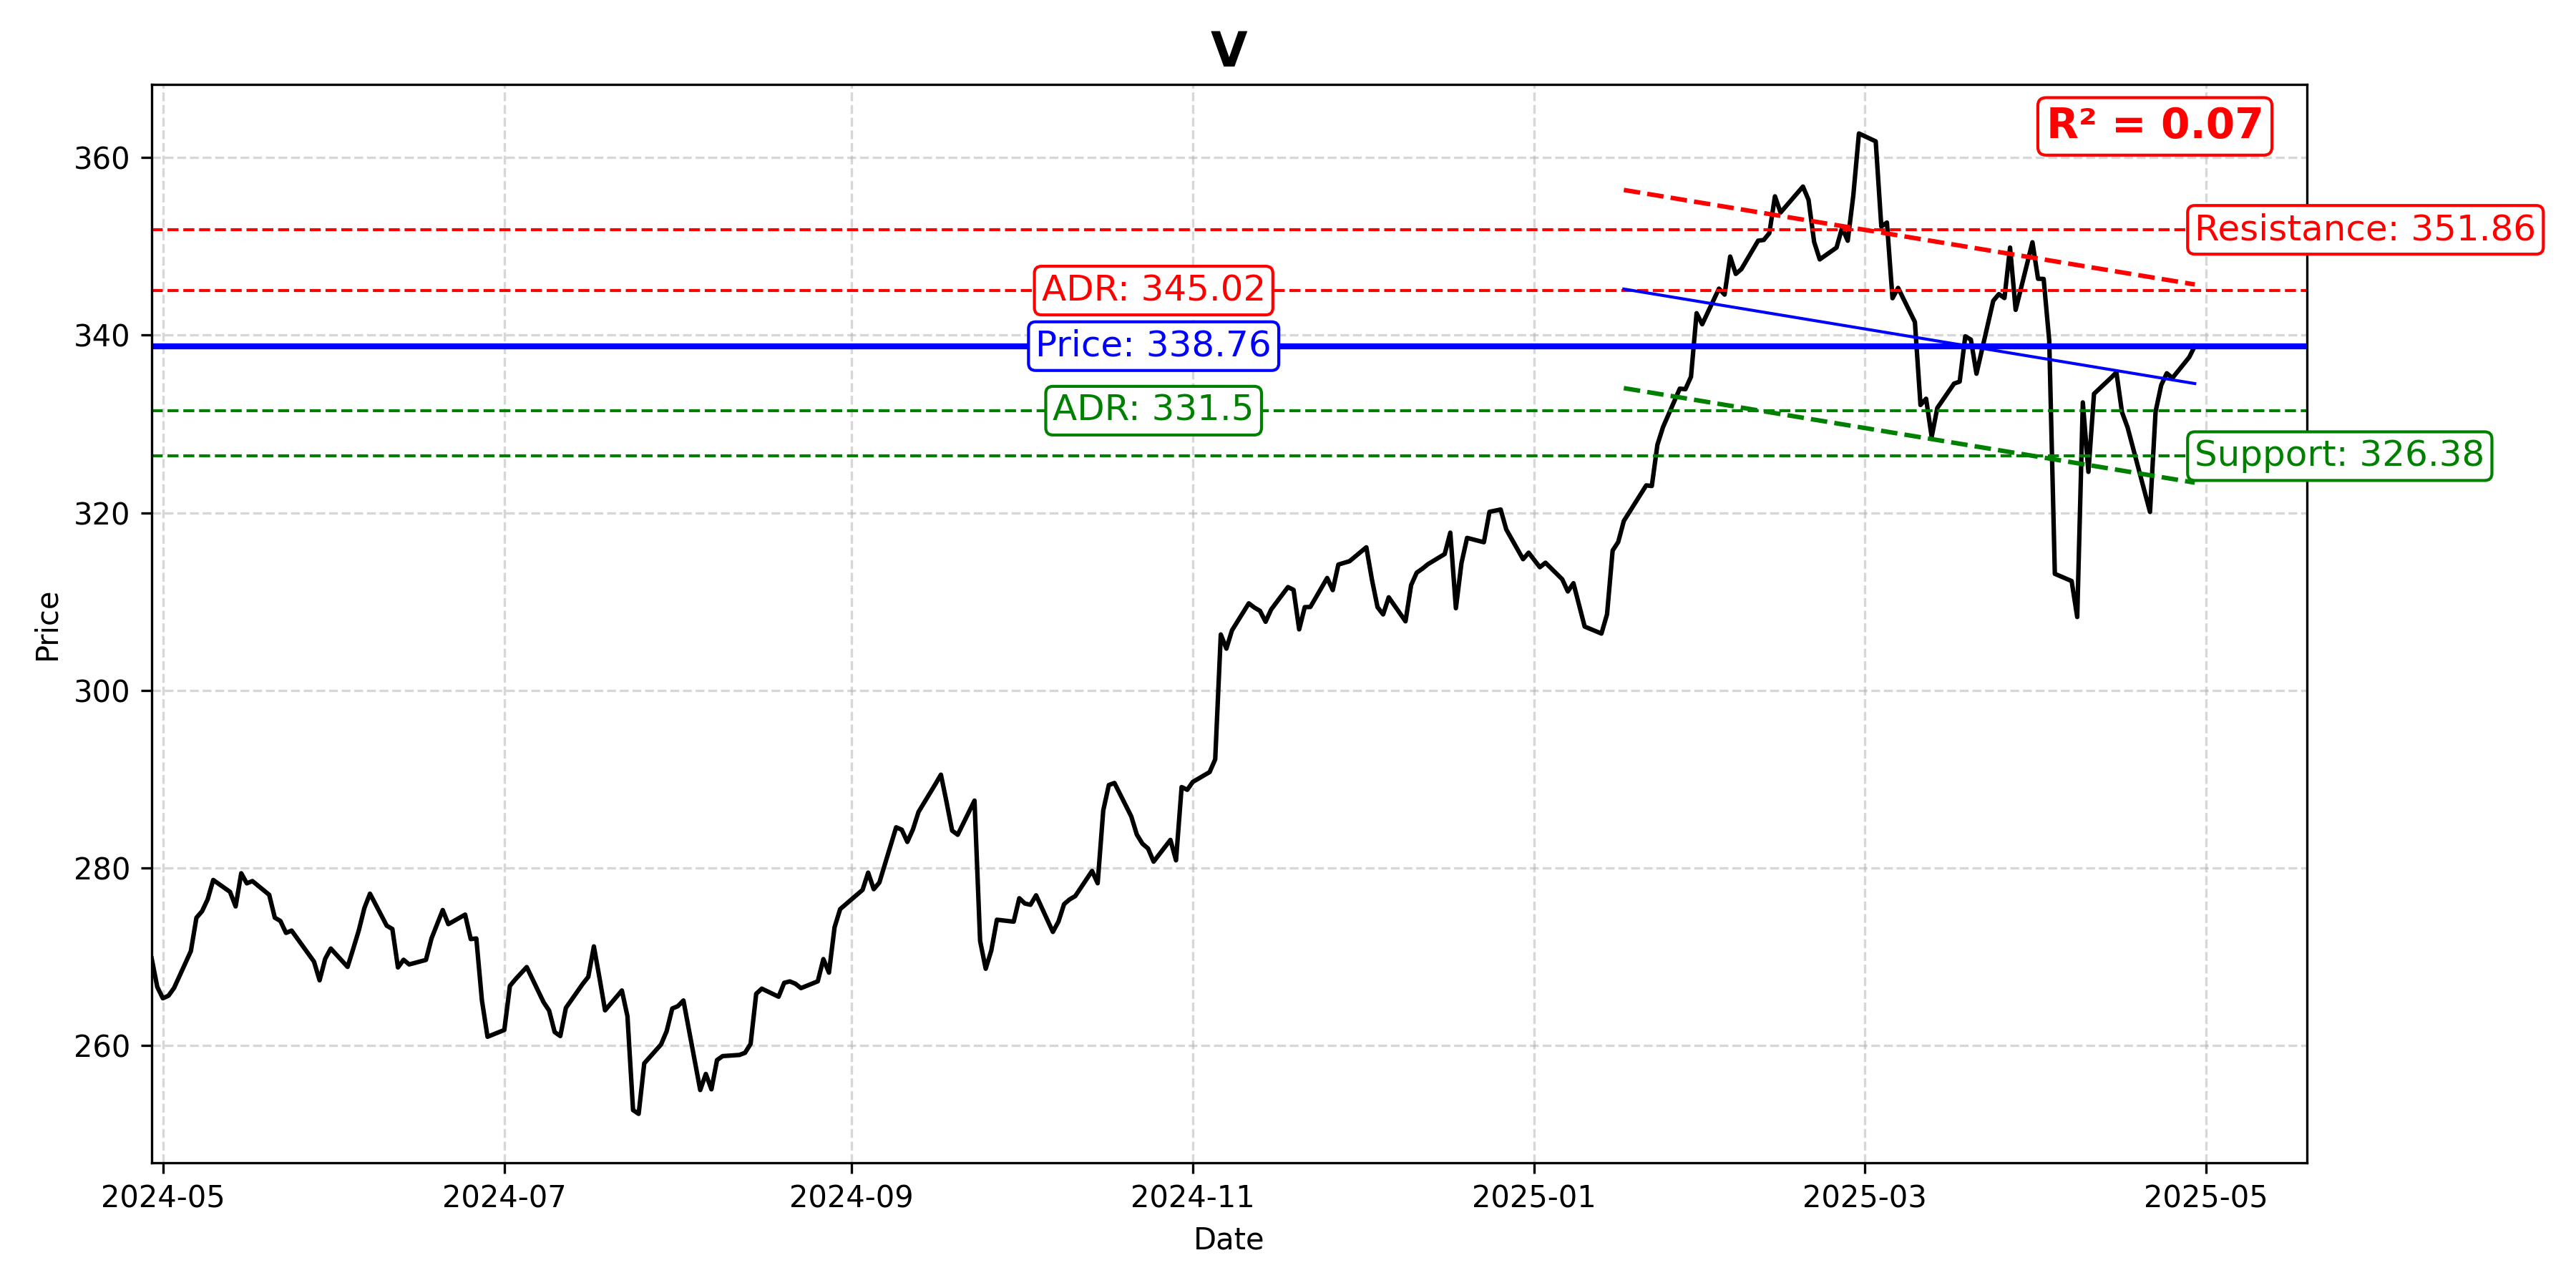 V
R² = 0.07
Resistance: 351.86
ADR: 345.02
Price: 338.76
ADR: 331.5
Support: 326.38
360
340
320
300
280
260
Price
2024-05
2024-07
2024-09
2024-11
2025-01
2025-03
2025-05
Date